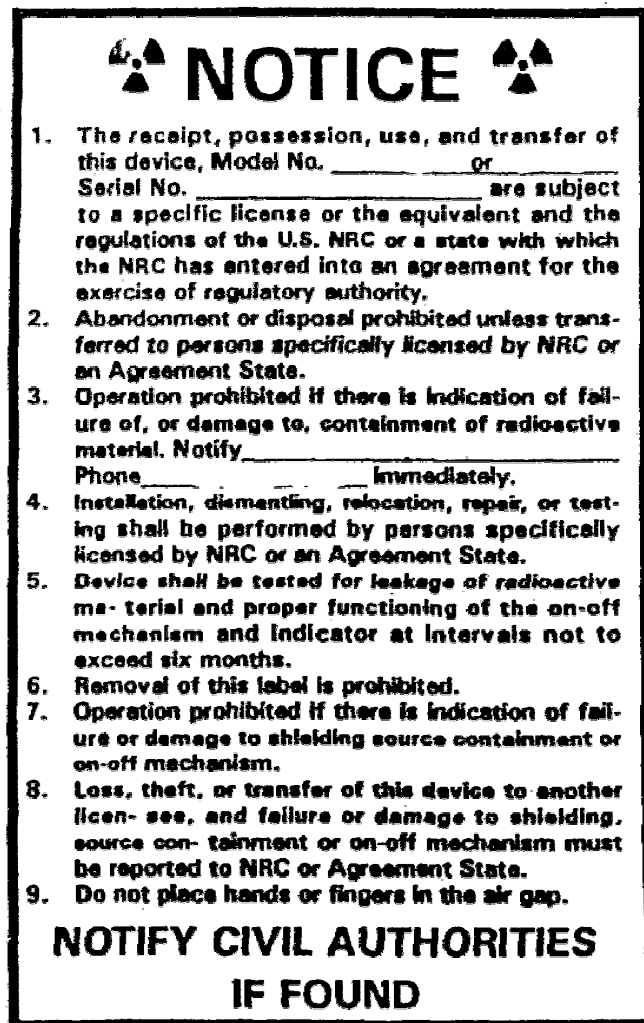 NOTICE
1. The receipt, possession, use, and transfer of
this device, Model No. ________ or ________
Serial No. ________________ are subject
to a specific license or the equivalent and the
regulations of the U.S. NRC or a state with which
the NRC has entered into an agreement for the
exercise of regulatory authority.
2. Abandonment or disposal prohibited unless trans-
ferred to persons specifically licensed by NRC or
an Agreement State.
3. Operation prohibited if there is indication of fail-
ure of, or damage to, containment of radioactive
material. Notify________________
Phone________________ immediately.
4. Installation, dismantling, relocation, repair, or test-
ing shall be performed by persons specifically
licensed by NRC or an Agreement State.
5. Device shall be tested for leakage of radioactive
ma- terial and proper functioning of the on-off
mechanism and indicator at intervals not to
exceed six months.
6. Removal of this label is prohibited.
7. Operation prohibited if there is indication of fail-
ure or damage to shielding source containment or
on-off mechanism.
8. Loss, theft, or transfer of this device to another
licen- see, and failure or damage to shielding,
source con- tainment or on-off mechanism must
be reported to NRC or Agreement State.
9. Do not place hands or fingers in the air gap.
NOTIFY CIVIL AUTHORITIES
IF FOUND